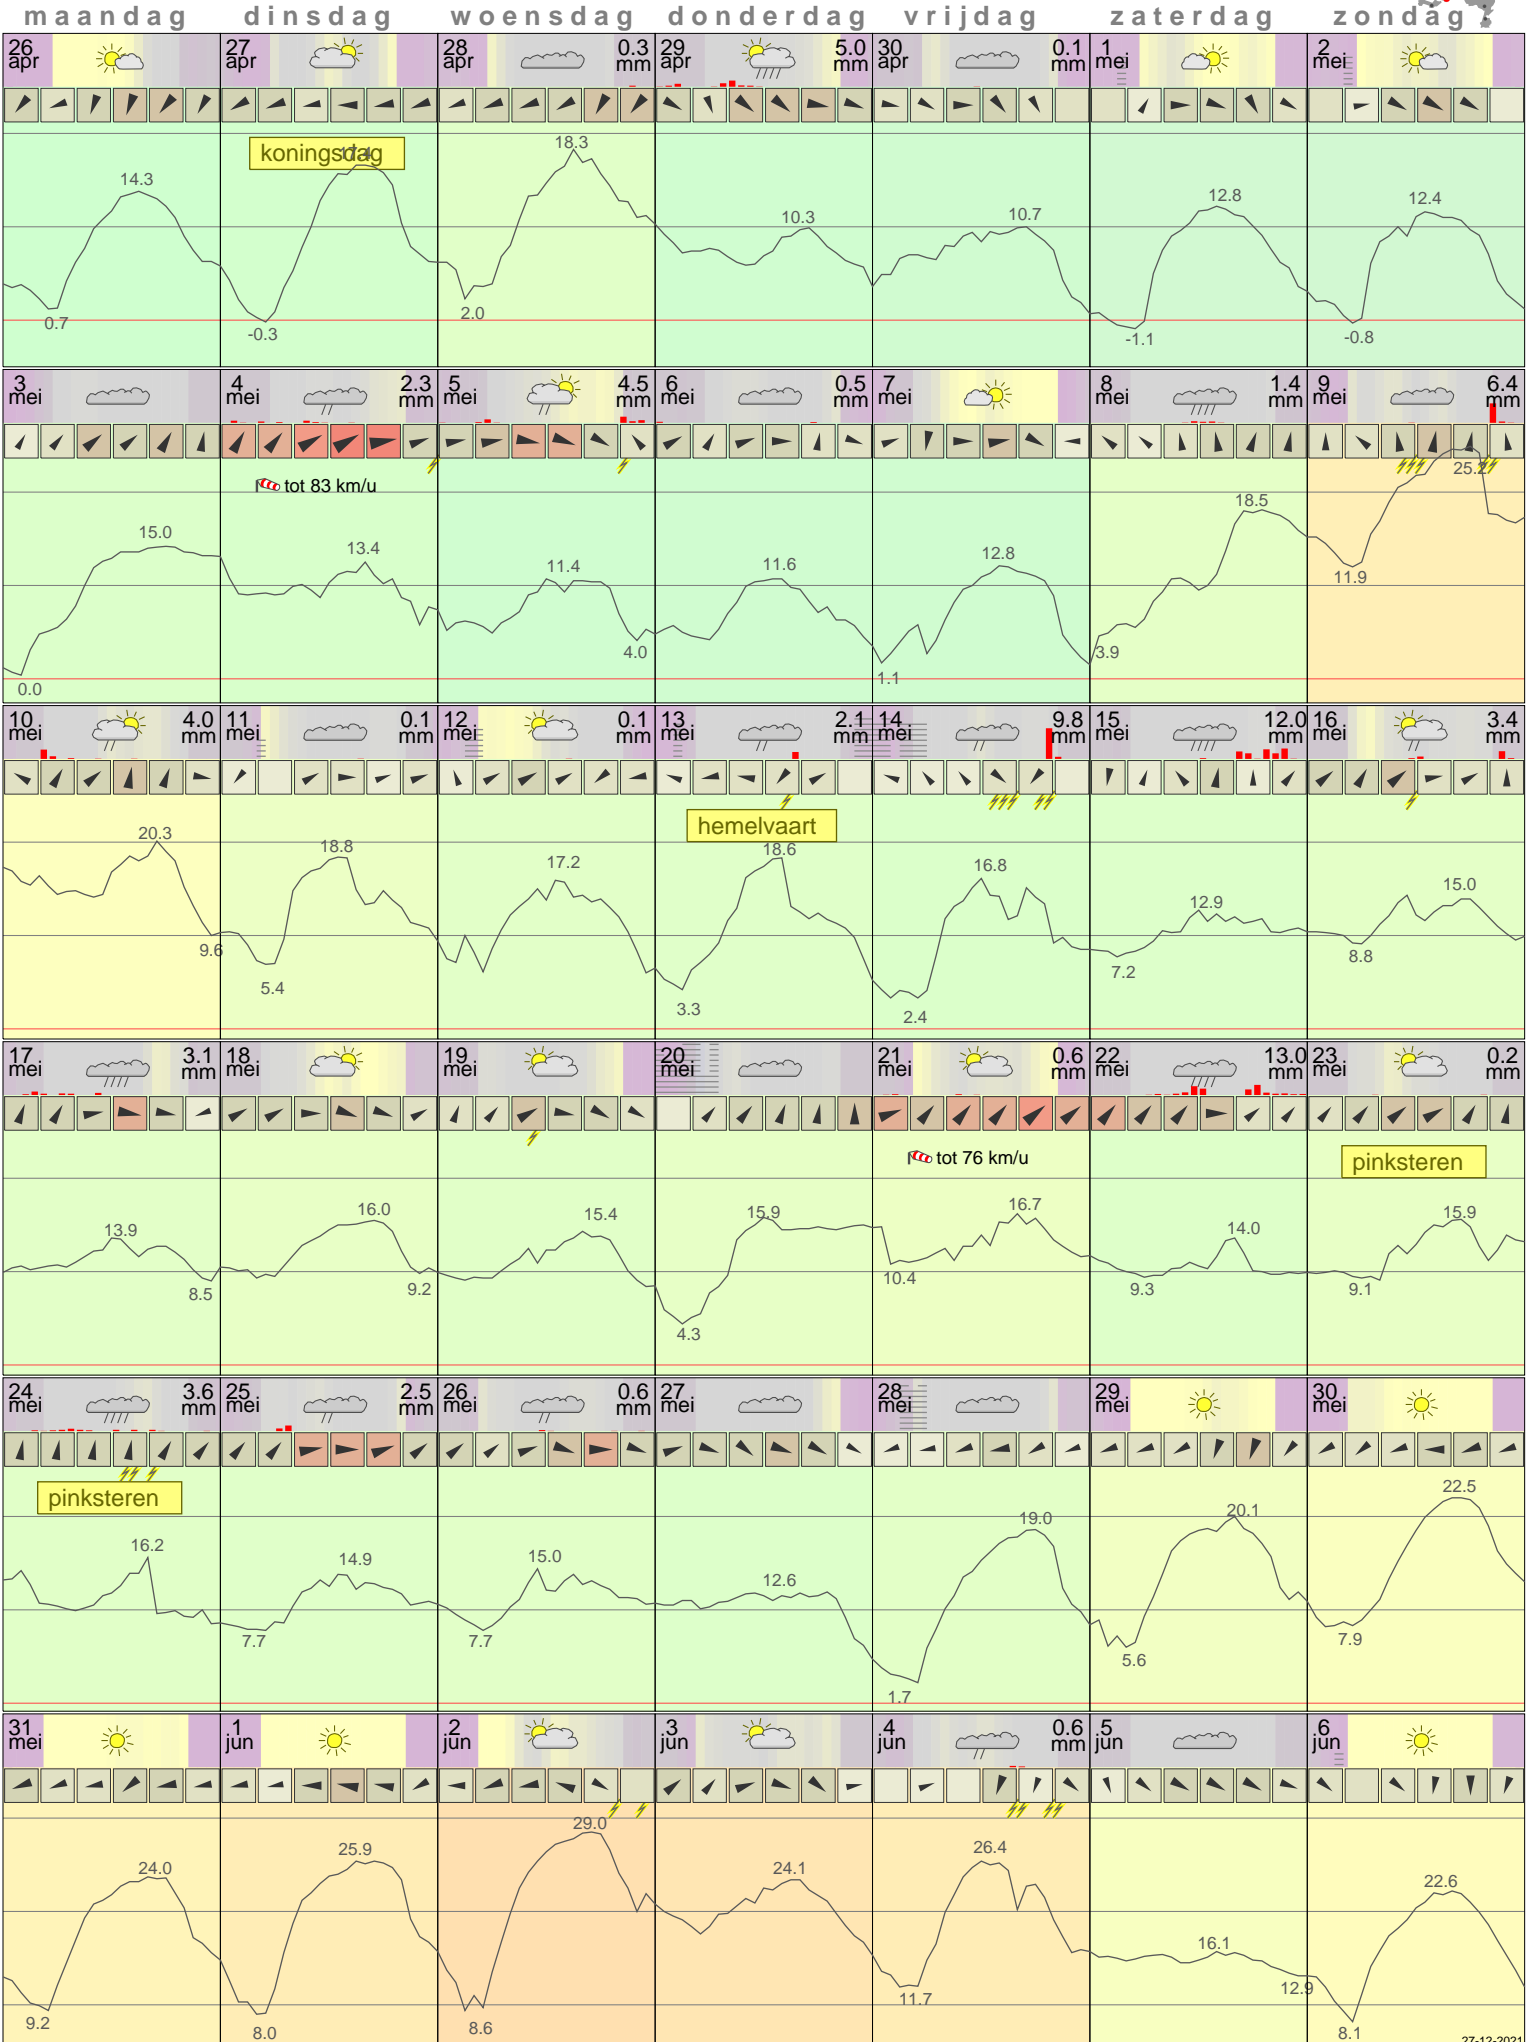 maandag dinsdag woensdag donderdag vrijdag zaterdag zondag
26 apr 27 apr 28 apr 0.3 mm 29 apr 5.0 mm 30 apr 0.1 mm 1 mei 2 mei
koningsdag
14.3 17.4 18.3 10.3 10.7 12.8 12.4
0.7 -0.3 2.0 -1.1 -0.8
3 mei 4 mei 2.3 mm 5 mei 4.5 mm 6 mei 0.5 mm 7 mei 8 mei 1.4 mm 9 mei 6.4 mm
tot 83 km/u
15.0 13.4 11.4 11.6 12.8 18.5 25.2
0.0 4.0 1.1 3.9 11.9
10 mei 4.0 mm 11 mei 0.1 mm 12 mei 0.1 mm 13 mei 2.1 mm 14 mei 9.8 mm 15 mei 12.0 mm 16 mei 3.4 mm
hemelvaart
20.3 18.8 17.2 18.6 16.8 12.9 15.0
9.6 5.4 3.3 2.4 7.2 8.8
17 mei 3.1 mm 18 mei 19 mei 20 mei 21 mei 0.6 mm 22 mei 13.0 mm 23 mei 0.2 mm
tot 76 km/u pinksteren
13.9 16.0 15.4 15.9 16.7 14.0 15.9
8.5 9.2 4.3 10.4 9.3 9.1
24 mei 3.6 mm 25 mei 2.5 mm 26 mei 0.6 mm 27 mei 28 mei 29 mei 30 mei
pinksteren
16.2 14.9 15.0 12.6 19.0 20.1 22.5
7.7 7.7 1.7 5.6 7.9
31 mei 1 jun 2 jun 3 jun 4 jun 0.6 mm 5 jun 6 jun
24.0 25.9 29.0 24.1 26.4 16.1 22.6
9.2 8.0 8.6 11.7 12.9 8.1
27-12-2021